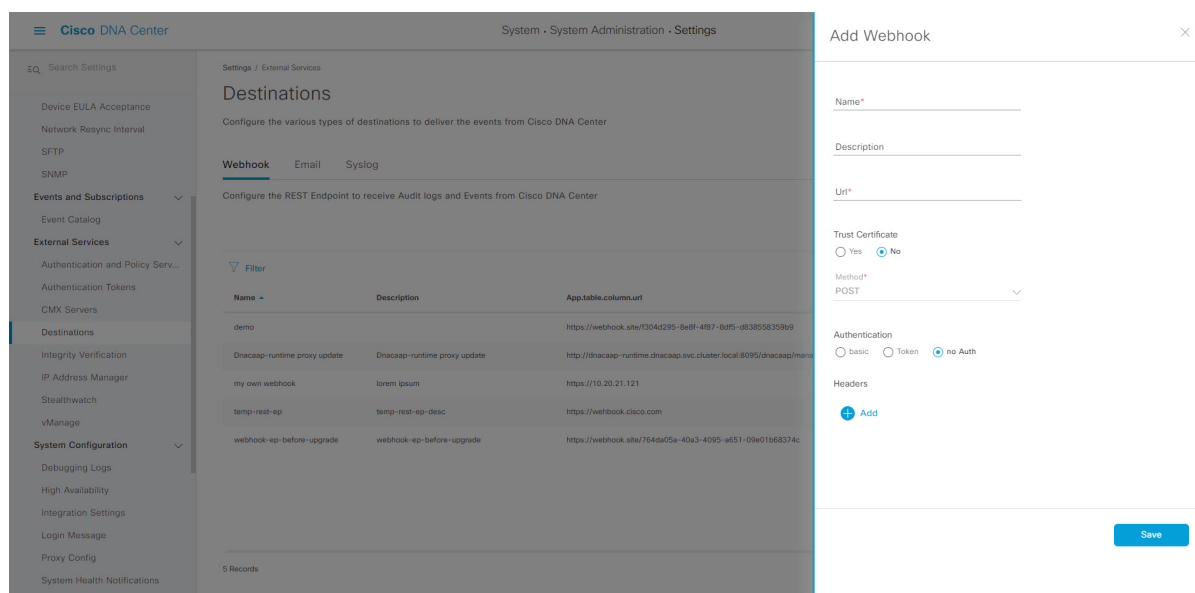 Cisco DNA Center
System • System Administration • Settings
Search Settings
Device EULA Acceptance
Network Resync Interval
SFTP
SNMP
Events and Subscriptions
Event Catalog
External Services
Authentication and Policy Serv...
Authentication Tokens
CMX Servers
Destinations
Integrity Verification
IP Address Manager
Stealthwatch
vManage
System Configuration
Debugging Logs
High Availability
Integration Settings
Login Message
Proxy Config
System Health Notifications
Settings / External Services
Destinations
Configure the various types of destinations to deliver the events from Cisco DNA Center
Webhook Email Syslog
Configure the REST Endpoint to receive Audit logs and Events from Cisco DNA Center
Filter
Name Description App.table.column.url
demo https://webhook.site/f304d295-8e8f-4f87-8df5-d838558359b9
Dnacaap-runtime proxy update Dnacaap-runtime proxy update http://dnacaap-runtime.dnacaap.svc.cluster.local:8095/dnacaap/mana
my own webhook lorem ipsum https://10.20.21.121
temp-rest-ep temp-rest-ep-desc https://wehbook.cisco.com
webhook-ep-before-upgrade webhook-ep-before-upgrade https://webhook.site/764da05a-40a3-4095-a651-09e01b68374c
5 Records
Add Webhook
Name*
Description
Url*
Trust Certificate
Yes No
Method*
POST
Authentication
basic Token no Auth
Headers
Add
Save